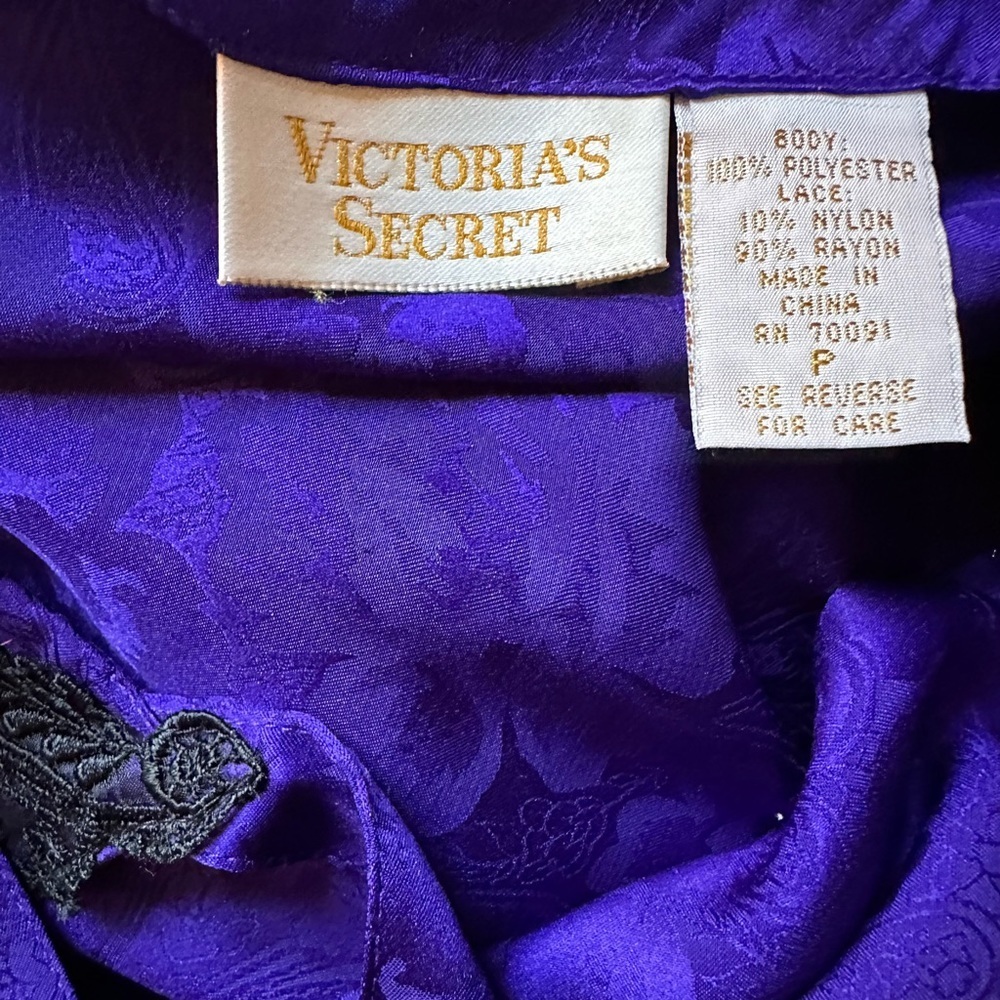 VICTORIA'S
SECRET
BODY:
100% POLYESTER
LACE:
10% NYLON
90% RAYON
MADE IN
CHINA
RN 70091
P
SEE REVERSE
FOR CARE